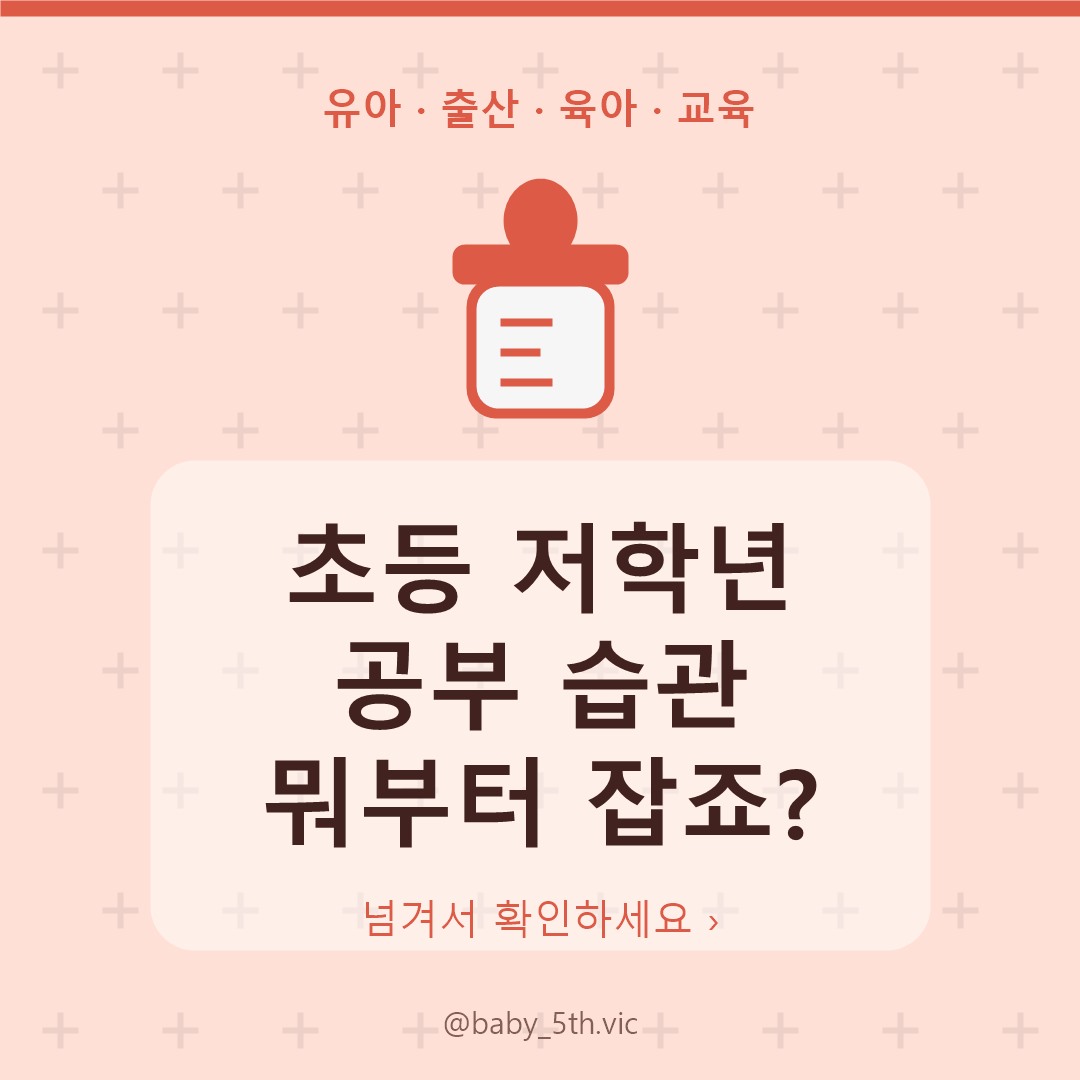 유아 · 출산 · 육아 · 교육
초등 저학년
공부 습관
뭐부터 잡죠?
넘겨서 확인하세요 ›
@baby_5th.vic